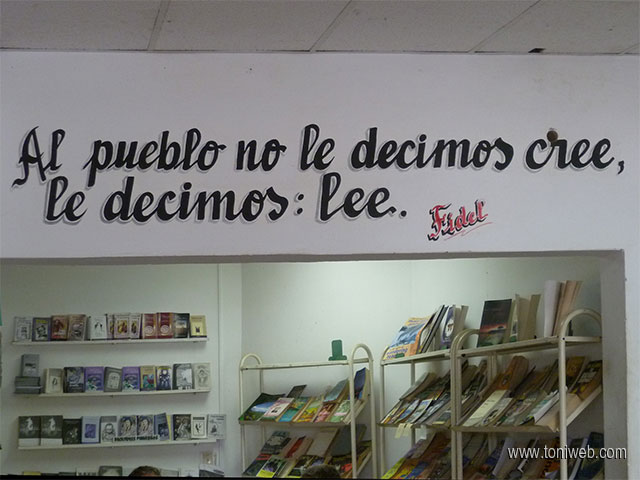 Al pueblo no le decimos cree,
le decimos: lee.
Fidel
www.toniweb.com